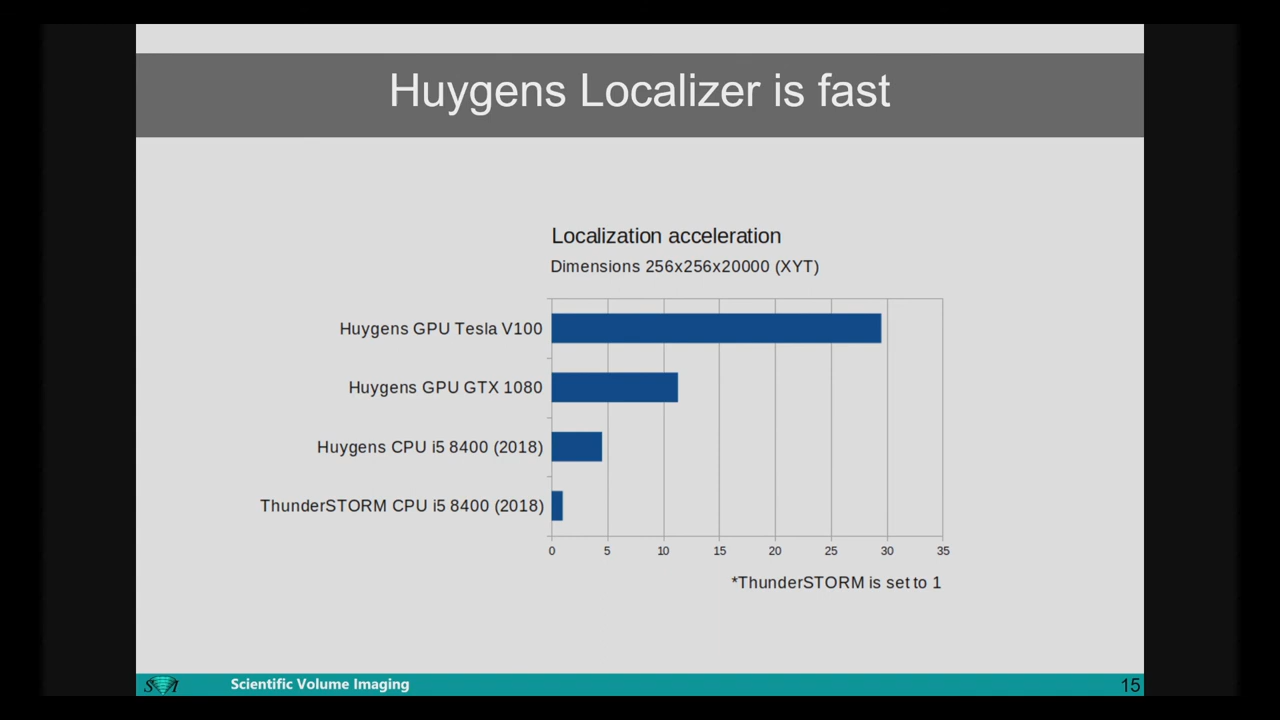 Huygens Localizer is fast
Localization acceleration
Dimensions 256x256x20000 (XYT)
Huygens GPU Tesla V100
Huygens GPU GTX 1080
Huygens CPU i5 8400 (2018)
ThunderSTORM CPU i5 8400 (2018)
0 5 10 15 20 25 30 35
*ThunderSTORM is set to 1
SVI Scientific Volume Imaging 15